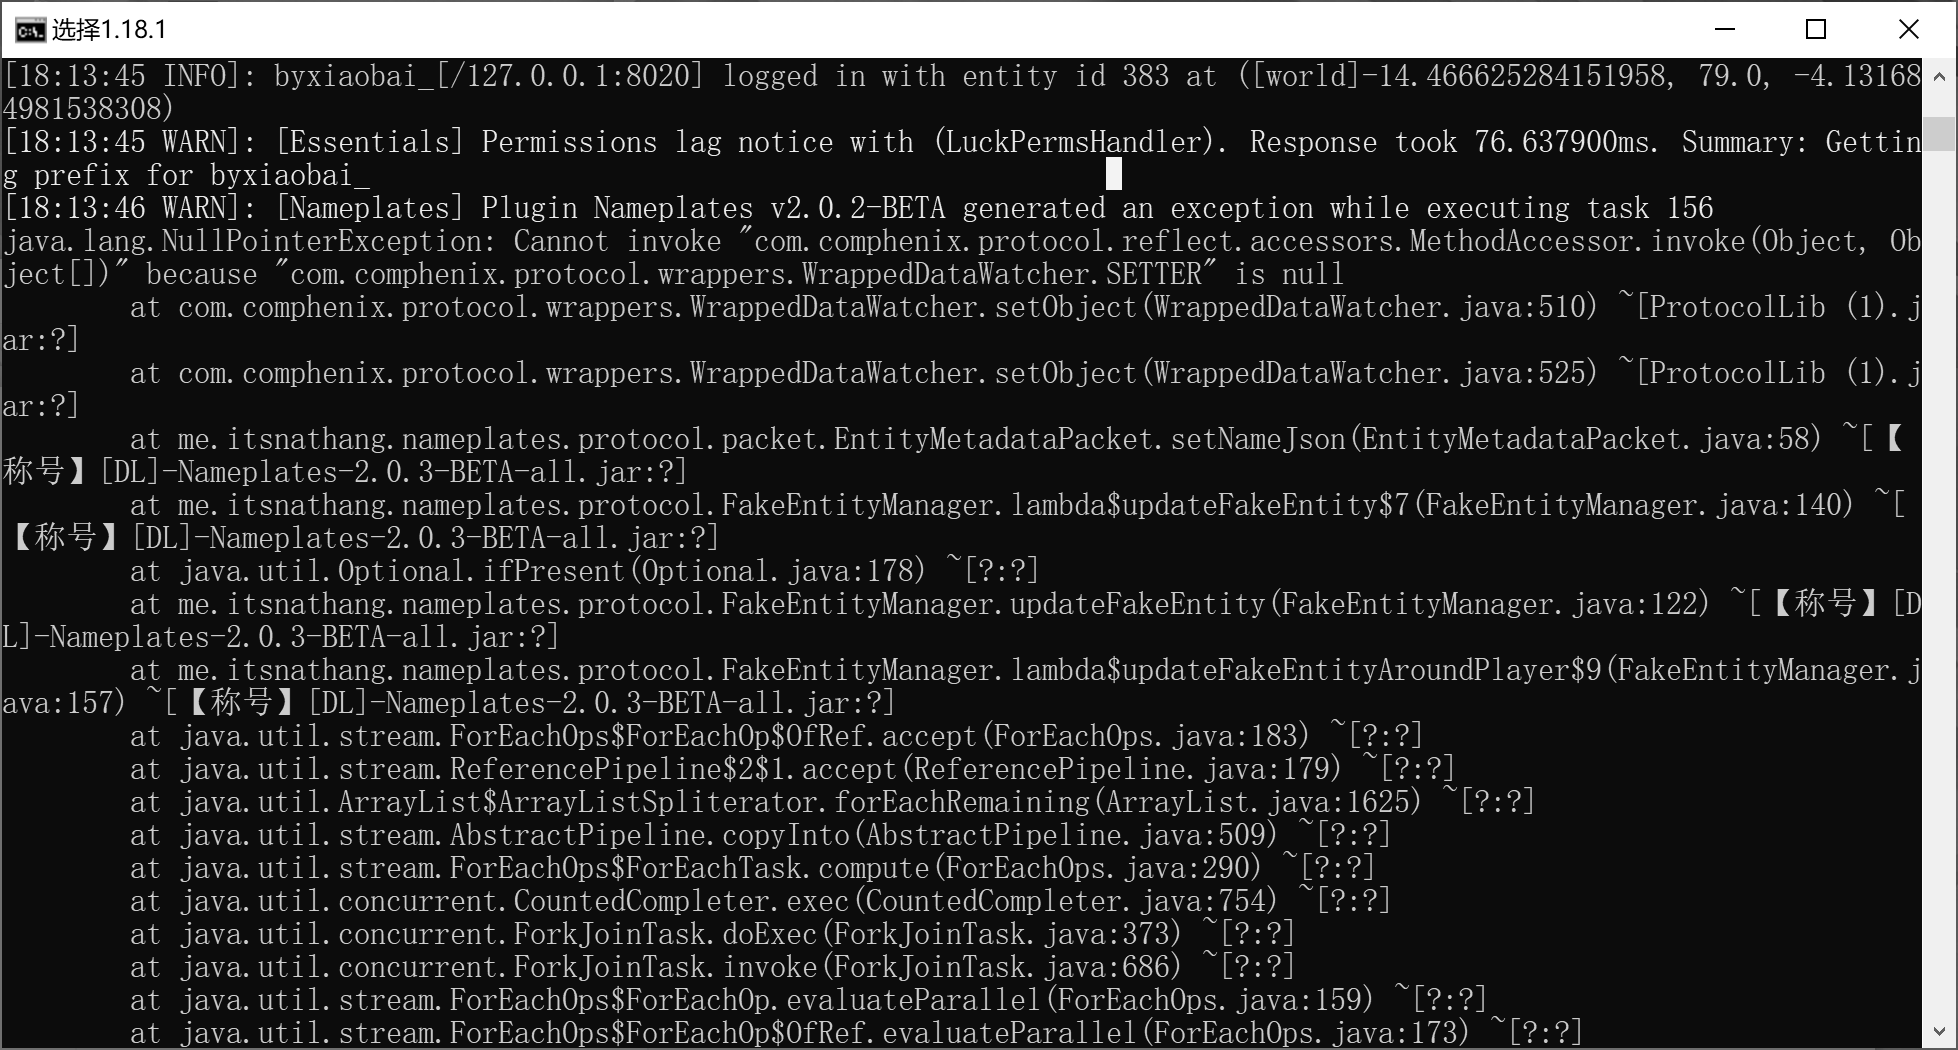 选择1.18.1
[18:13:45 INFO]: byxiaobai_[/127.0.0.1:8020] logged in with entity id 383 at ([world]-14.466625284151958, 79.0, -4.13168
4981538308)
[18:13:45 WARN]: [Essentials] Permissions lag notice with (LuckPermsHandler). Response took 76.637900ms. Summary: Gettin
g prefix for byxiaobai_
[18:13:46 WARN]: [Nameplates] Plugin Nameplates v2.0.2-BETA generated an exception while executing task 156
java.lang.NullPointerException: Cannot invoke "com.comphenix.protocol.reflect.accessors.MethodAccessor.invoke(Object, Ob
ject[])" because "com.comphenix.protocol.wrappers.WrappedDataWatcher.SETTER" is null
at com.comphenix.protocol.wrappers.WrappedDataWatcher.setObject(WrappedDataWatcher.java:510) ~[ProtocolLib (1).j
ar:?]
at com.comphenix.protocol.wrappers.WrappedDataWatcher.setObject(WrappedDataWatcher.java:525) ~[ProtocolLib (1).j
ar:?]
at me.itsnathang.nameplates.protocol.packet.EntityMetadataPacket.setNameJson(EntityMetadataPacket.java:58) ~[【
称号】[DL]-Nameplates-2.0.3-BETA-all.jar:?]
at me.itsnathang.nameplates.protocol.FakeEntityManager.lambda$updateFakeEntity$7(FakeEntityManager.java:140) ~[
【称号】[DL]-Nameplates-2.0.3-BETA-all.jar:?]
at java.util.Optional.ifPresent(Optional.java:178) ~[?:?]
at me.itsnathang.nameplates.protocol.FakeEntityManager.updateFakeEntity(FakeEntityManager.java:122) ~[【称号】[D
L]-Nameplates-2.0.3-BETA-all.jar:?]
at me.itsnathang.nameplates.protocol.FakeEntityManager.lambda$updateFakeEntityAroundPlayer$9(FakeEntityManager.j
ava:157) ~[【称号】[DL]-Nameplates-2.0.3-BETA-all.jar:?]
at java.util.stream.ForEachOps$ForEachOp$OfRef.accept(ForEachOps.java:183) ~[?:?]
at java.util.stream.ReferencePipeline$2$1.accept(ReferencePipeline.java:179) ~[?:?]
at java.util.ArrayList$ArrayListSpliterator.forEachRemaining(ArrayList.java:1625) ~[?:?]
at java.util.stream.AbstractPipeline.copyInto(AbstractPipeline.java:509) ~[?:?]
at java.util.stream.ForEachOps$ForEachTask.compute(ForEachOps.java:290) ~[?:?]
at java.util.concurrent.CountedCompleter.exec(CountedCompleter.java:754) ~[?:?]
at java.util.concurrent.ForkJoinTask.doExec(ForkJoinTask.java:373) ~[?:?]
at java.util.concurrent.ForkJoinTask.invoke(ForkJoinTask.java:686) ~[?:?]
at java.util.stream.ForEachOps$ForEachOp.evaluateParallel(ForEachOps.java:159) ~[?:?]
at java.util.stream.ForEachOps$ForEachOp$OfRef.evaluateParallel(ForEachOps.java:173) ~[?:?]